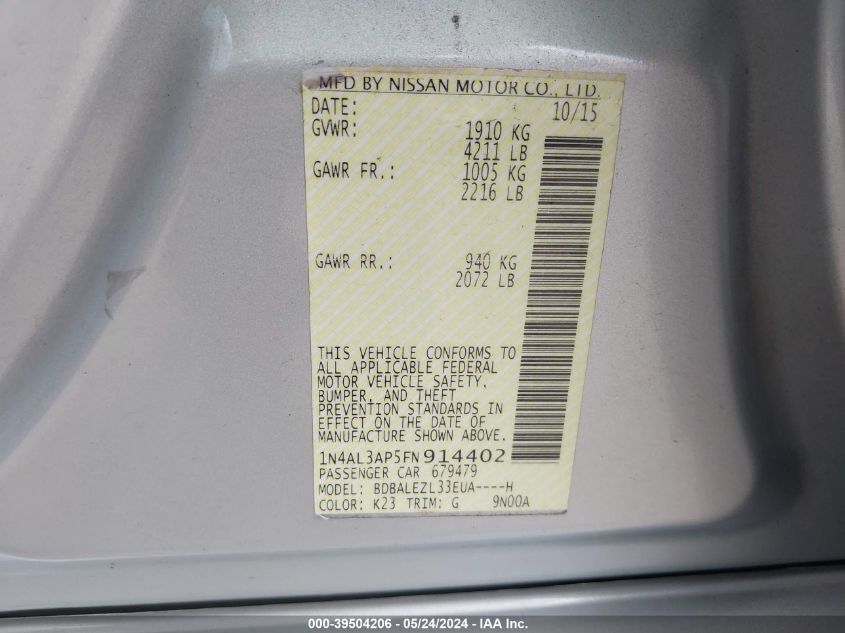 MFD BY NISSAN MOTOR CO., LTD.
DATE: 10/15
GVWR: 1910 KG
4211 LB
GAWR FR.: 1005 KG
2216 LB
GAWR RR.: 940 KG
2072 LB
THIS VEHICLE CONFORMS TO
ALL APPLICABLE FEDERAL
MOTOR VEHICLE SAFETY,
BUMPER, AND THEFT
PREVENTION STANDARDS IN
EFFECT ON THE DATE OF
MANUFACTURE SHOWN ABOVE.
1N4AL3AP5FN914402
PASSENGER CAR 679479
MODEL: BDBALEZL33EUA----H
COLOR: K23 TRIM: G 9N00A
000-39504206 - 05/24/2024 - IAA Inc.